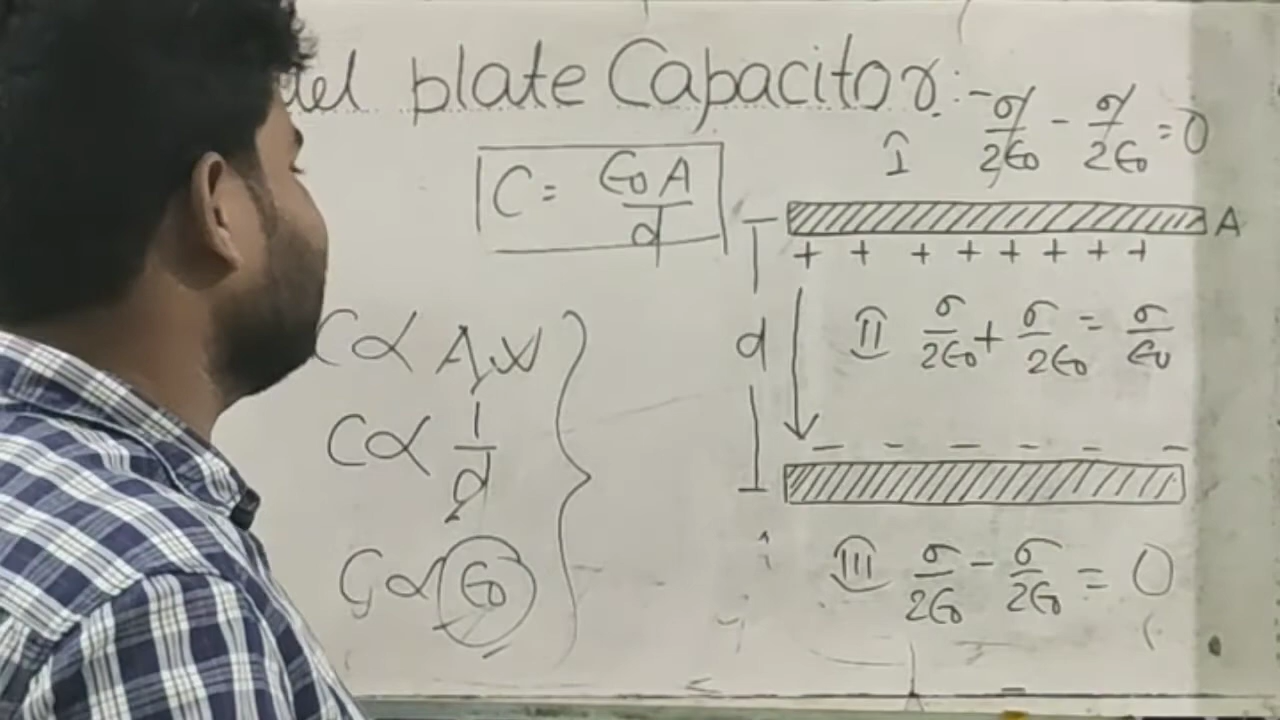 plate Capacitor :-
I σ/2ε₀ - σ/2ε₀ = 0
C = ε₀A/d
A
+ + + + + + + +
d
II σ/2ε₀ + σ/2ε₀ = σ/ε₀
C ∝ A
C ∝ 1/d
- - - - - -
C ∝ ε₀
III σ/2ε₀ - σ/2ε₀ = 0